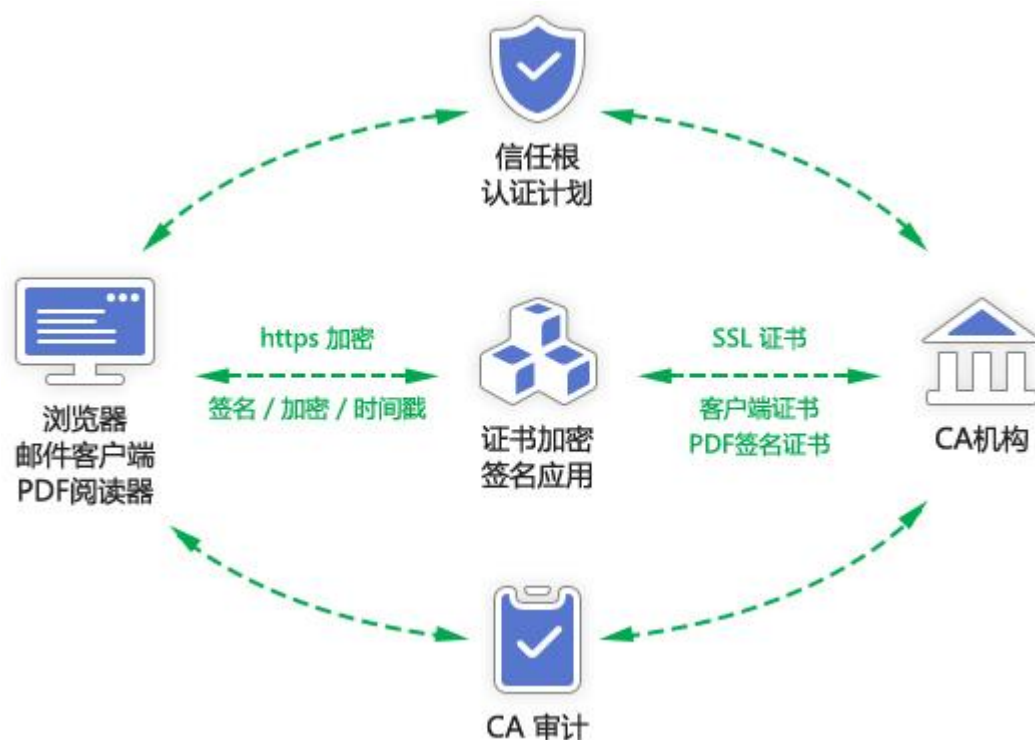 信任根
认证计划
https 加密
签名 / 加密 / 时间戳
SSL 证书
客户端证书
PDF签名证书
浏览器
邮件客户端
PDF阅读器
证书加密
签名应用
CA机构
CA 审计